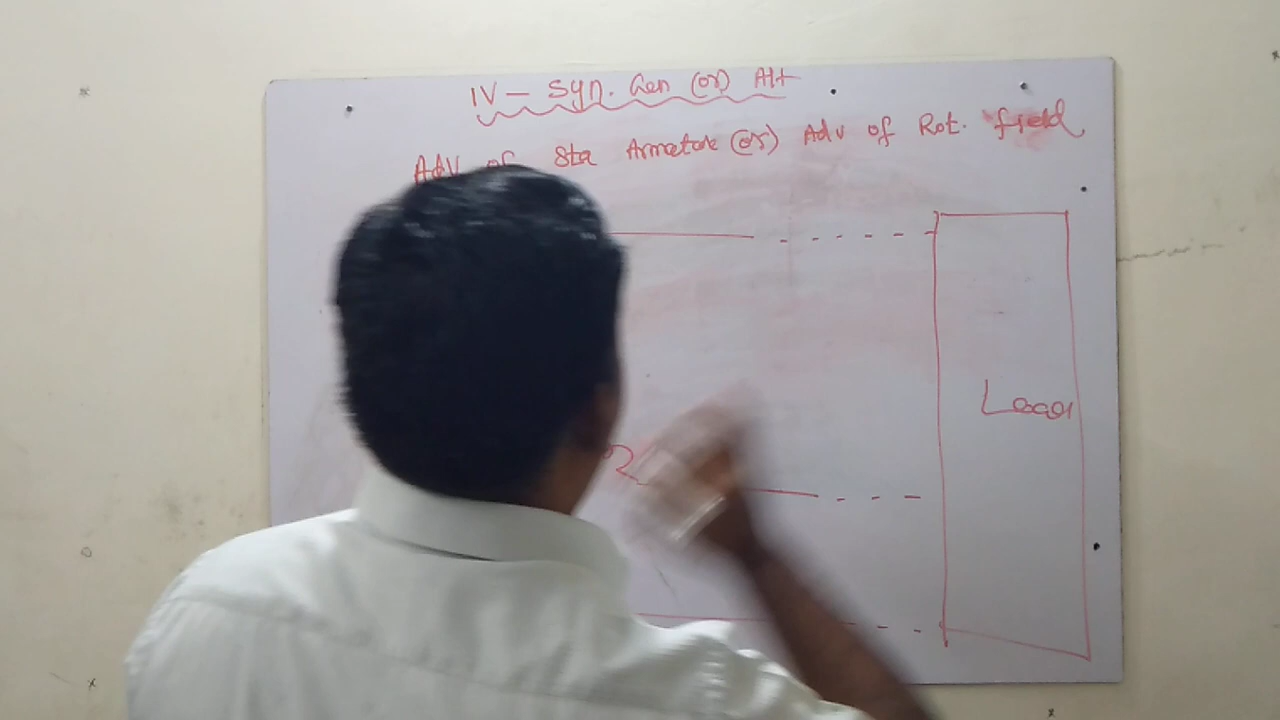 IV - Syn. Gen (or) Alt
Adv of Sta Armature (or) Adv of Rot. field
Load